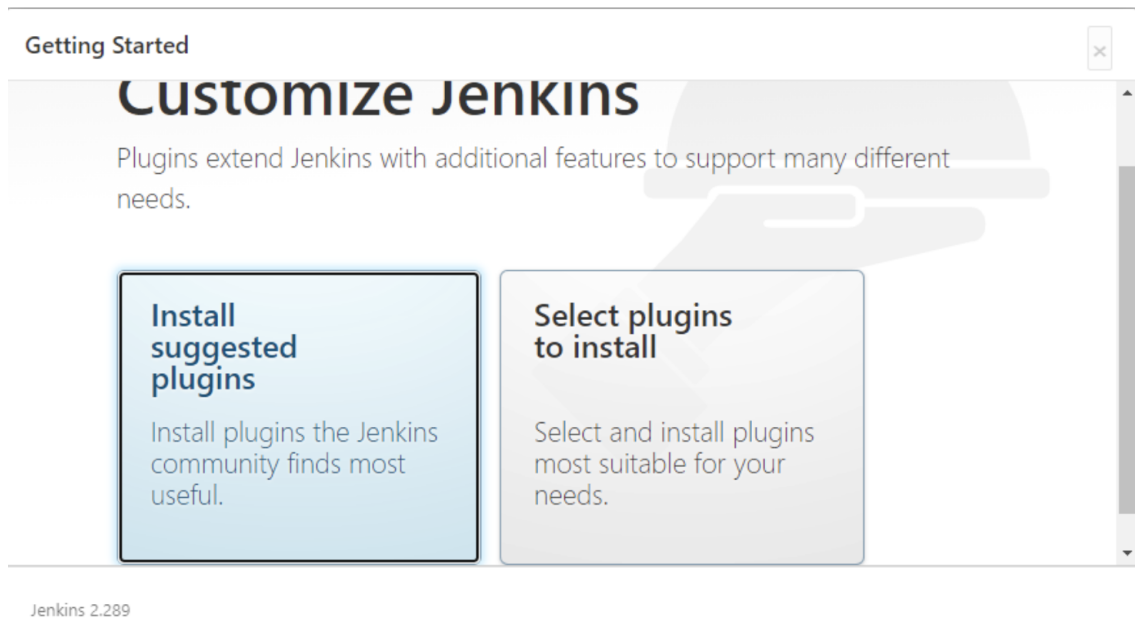 Getting Started
Customize Jenkins
Plugins extend Jenkins with additional features to support many different
needs.
Install
suggested
plugins
Install plugins the Jenkins
community finds most
useful.
Select plugins
to install
Select and install plugins
most suitable for your
needs.
Jenkins 2.289